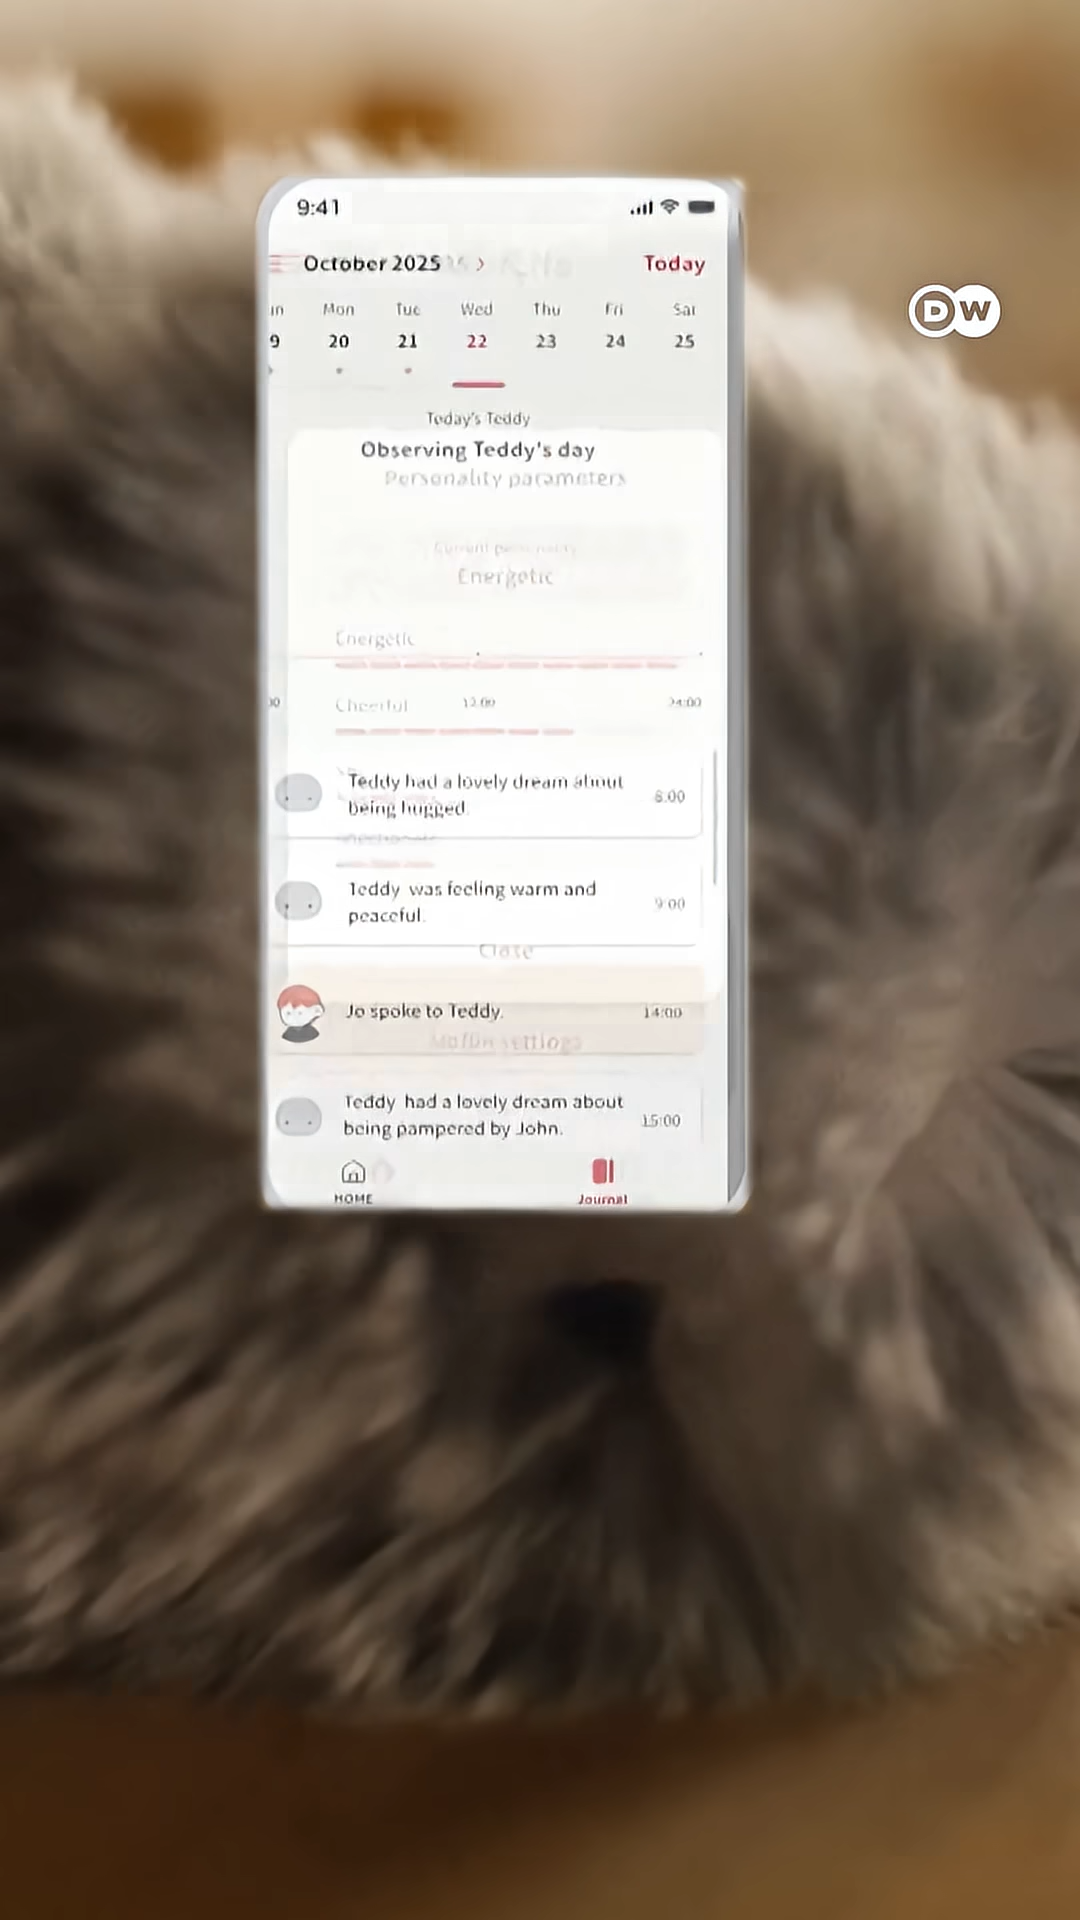 9:41
October 2025 > Today
Mon Tue Wed Thu Fri Sat
9 20 21 22 23 24 25
DW
Today's Teddy
Observing Teddy's day
Personality parameters
Energetic
Energetic
Cheerful 12:00 24:00
Teddy had a lovely dream about
being hugged. 8:00
Teddy was feeling warm and
peaceful. 9:00
Close
Jo spoke to Teddy. 14:00
Moflin settings
Teddy had a lovely dream about
being pampered by John. 15:00
HOME Journal